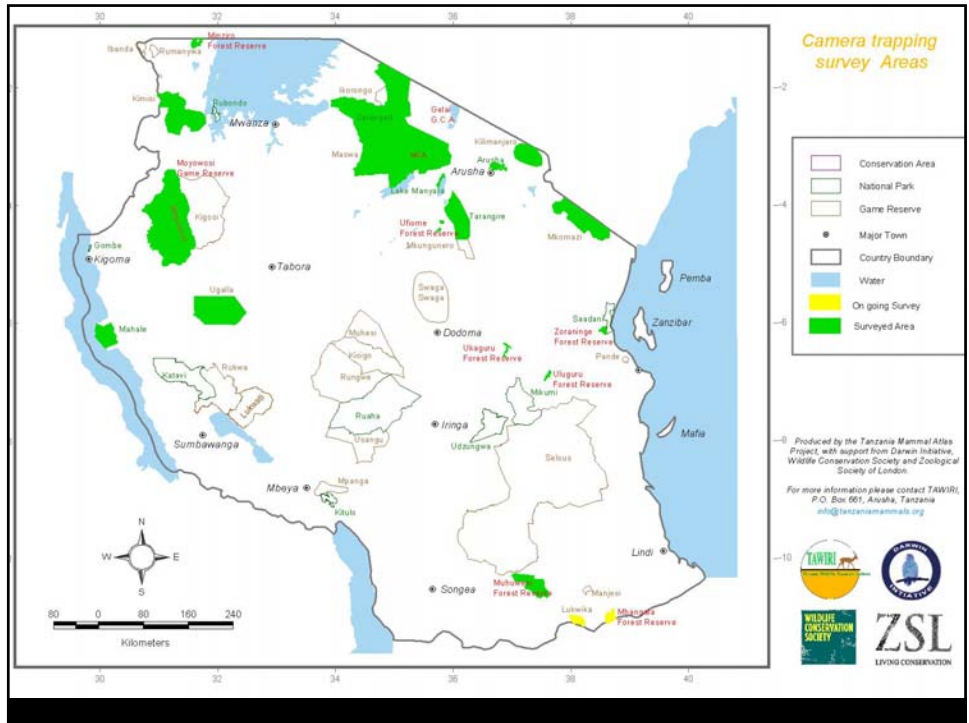 30
32
34
36
38
40
Camera trapping
survey Areas
Minziro
Forest Reserve
Ibanda
Rumanyika
Kimisi
Rubondo
Mwanza
Ikorongo
Serengeti
Gelai
G.C.A.
Maswa
NCA
Kilimanjaro
Arusha
Arusha
Lake Manyara
Moyowosi
Game Reserve
Kigosi
Ufiome
Forest Reserve
Tarangire
Mkungunero
Mkomazi
Gombe
Kigoma
Tabora
Swaga
Swaga
Pemba
Ugalla
Mahale
Dodoma
Saadani
Zoraninge
Forest Reserve
Zanzibar
Muhesi
Kizigo
Rungwa
Ukaguru
Forest Reserve
Pande
Uluguru
Forest Reserve
Katavi
Rukwa
Lukwati
Mikumi
Ruaha
Iringa
Udzungwa
Usangu
Sumbawanga
Mafia
Selous
Mbeya
Mpanga
Kitulo
Lindi
Songea
Forest Reserve
Manjesi
Lukwika
Mbangala
Forest Reserve
N
W
E
S
80 0 80 160 240
Kilometers
30
32
34
36
38
40
−2
−4
−6
−8
−10
Conservation Area
National Park
Game Reserve
Major Town
Country Boundary
Water
On going Survey
Surveyed Area
Produced by the Tanzania Mammal Atlas
Project, with support from Darwin Initiative,
Wildlife Conservation Society and Zoological
Society of London.
For more information please contact TAWIRI,
P.O. Box 661, Arusha, Tanzania
info@tanzaniamammals.org
TAWIRI
DARWIN
INITIATIVE
WILDLIFE
CONSERVATION
SOCIETY
ZSL
LIVING CONSERVATION